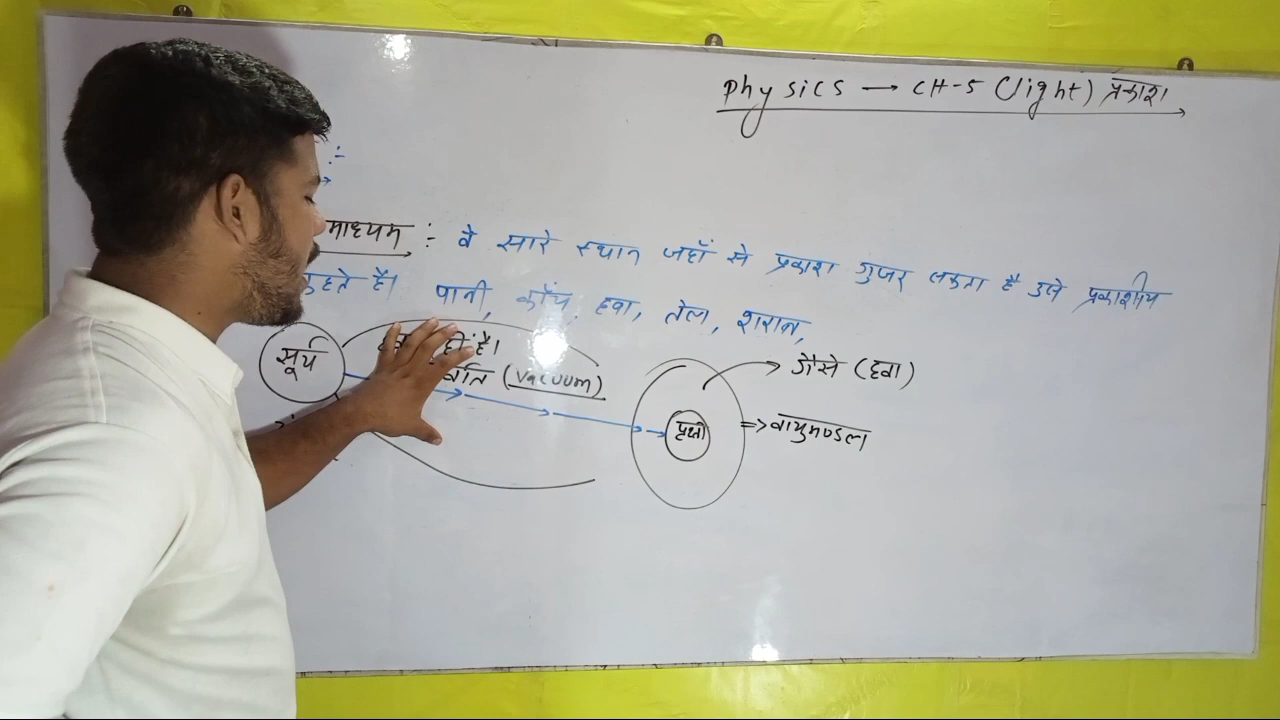 Physics → CH-5 (light) प्रकाश
:-
माध्यम :- वे सारे स्थान जहाँ से प्रकाश गुजर सकता है उसे प्रकाशीय
कहते हैं। पानी, काँच, हवा, तेल, शराब,
सूर्य
है।
(Vacuum)
पृथ्वी
जैसे (हवा)
=> वायुमण्डल